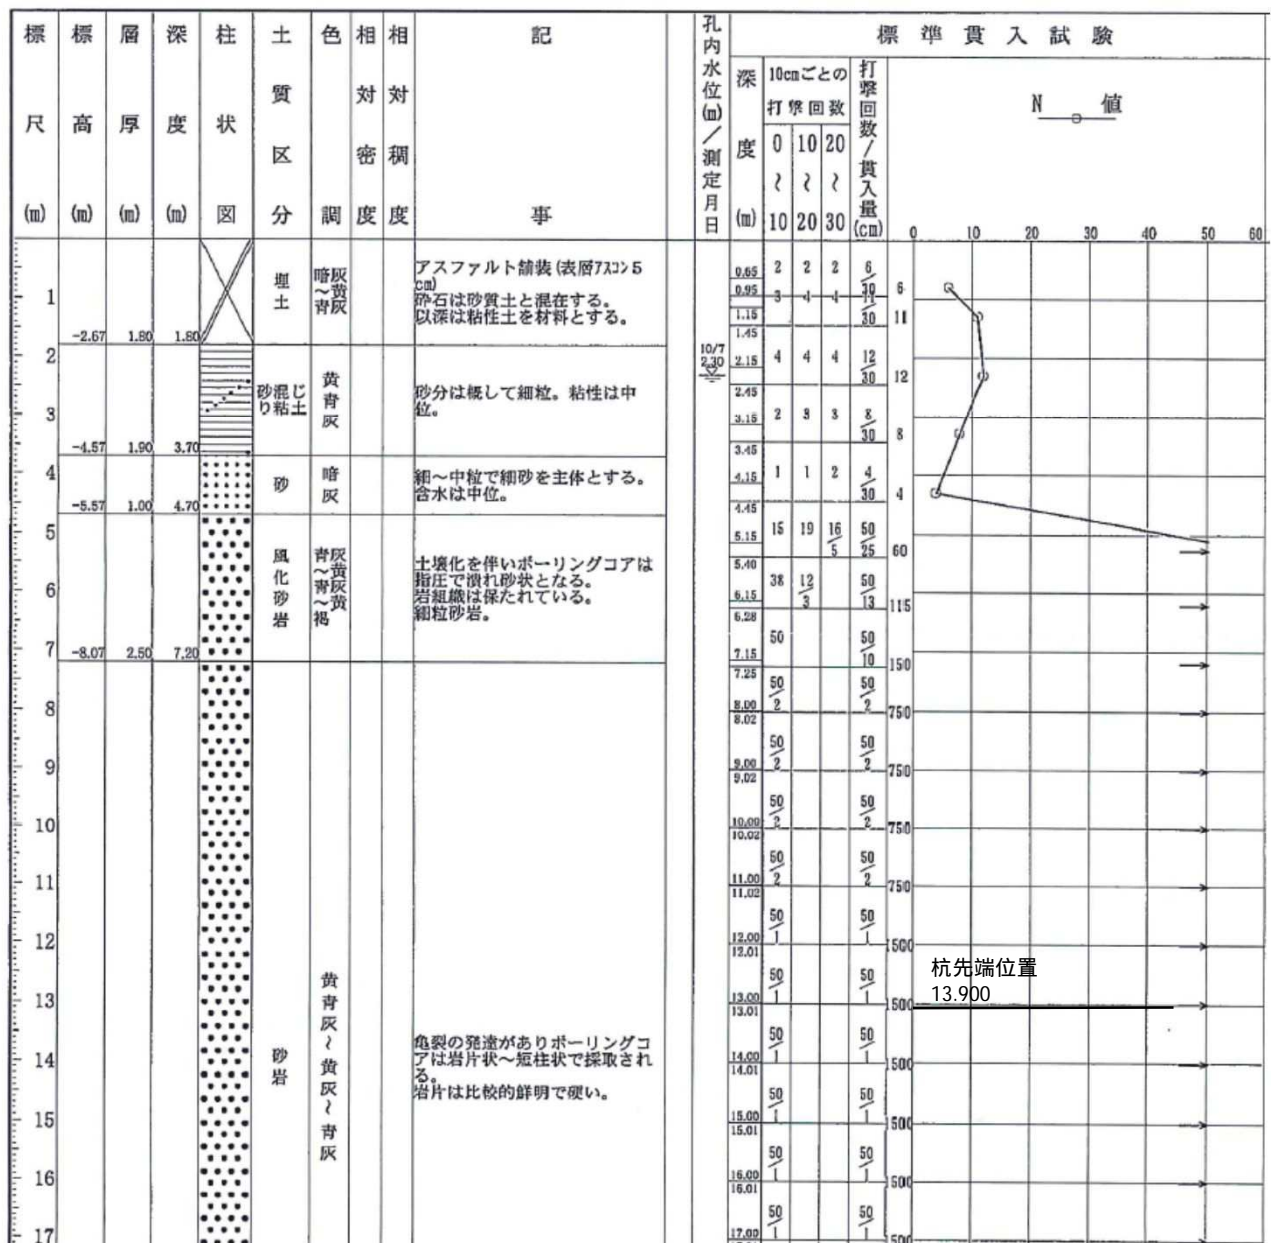 標尺(m)
標高(m)
層厚(m)
深度(m)
柱状図
土質区分
色調
相対密度
相対稠度
記事
孔内水位(m)/測定月日
標準貫入試験
深度(m)
10cmごとの
打撃回数
0 10 20
~ ~ ~
10 20 30
打撃回数/貫入量(cm)
N 値
0 10 20 30 40 50 60
1
2
3
4
5
6
7
8
9
10
11
12
13
14
15
16
17
-2.67 1.80 1.80
埋土
暗灰~黄青灰
アスファルト舗装(表層アスコン5
cm)
砕石は砂質土と混在する。
以深は粘性土を材料とする。
-4.57 1.90 3.70
砂混じ
り粘土
黄青灰
砂分は概して細粒。粘性は中
位。
-5.57 1.00 4.70
砂
暗灰
細~中粒で細砂を主体とする。
含水は中位。
-8.07 2.50 7.20
風化砂岩
青灰~黄青灰~黄褐
土壌化を伴いボーリングコアは
指圧で潰れ砂状となる。
岩組織は保たれている。
細粒砂岩。
砂岩
黄青灰~黄灰~青灰
亀裂の発達がありボーリングコ
アは岩片状~短柱状で採取され
る。
岩片は比較的鮮明で硬い。
10/7
2.30
0.65 2 2 2 6/30 6
0.95
1.15 3 4 4 11/30 11
1.45
2.15 4 4 4 12/30 12
2.45
3.15 2 3 3 8/30 8
3.45
4.15 1 1 2 4/30 4
4.45
5.15 15 19 16/5 50/25 60
5.40
6.15 38 12/3 50/13 115
6.28
7.15 50 50/10 150
7.25
8.00 50/2 50/2 750
8.02
9.00 50/2 50/2 750
9.02
10.00 50/2 50/2 750
10.02
11.00 50/2 50/2 750
11.02
12.00 50/1 50/1 1500
12.01
13.00 50/1 50/1 1500
13.01
14.00 50/1 50/1 1500
14.01
15.00 50/1 50/1 1500
15.01
16.00 50/1 50/1 1500
16.01
17.00 50/1 50/1 1500
杭先端位置
13.900